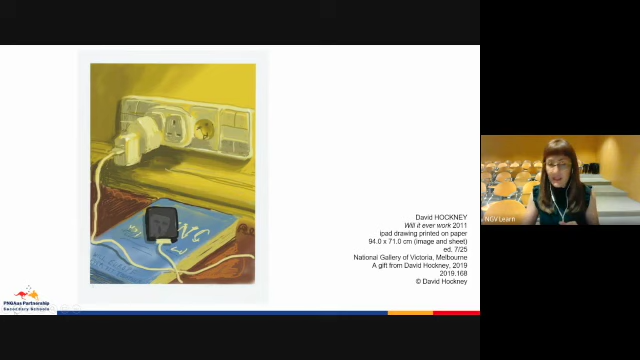 David HOCKNEY
Will it ever work 2011
ipad drawing printed on paper
94.0 x 71.0 cm (image and sheet)
ed. 7/25
National Gallery of Victoria, Melbourne
A gift from David Hockney, 2019
2019.168
© David Hockney
NGV Learn
PNGAus Partnership
Secondary Schools